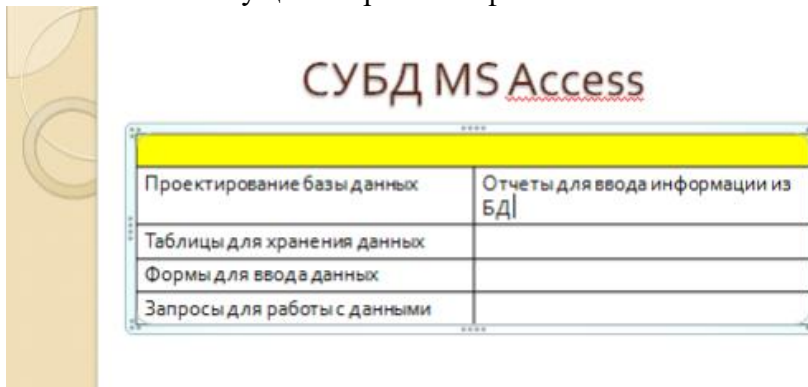 СУБД MS Access
Проектирование базы данных
Отчеты для ввода информации из
БД
Таблицы для хранения данных
Формы для ввода данных
Запросы для работы с данными